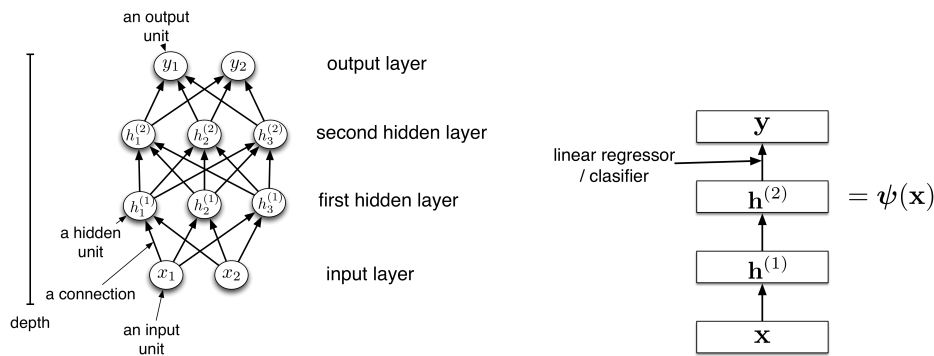 an output
unit
y₁
y₂
output layer
h₁⁽²⁾
h₂⁽²⁾
h₃⁽²⁾
second hidden layer
h₁⁽¹⁾
h₂⁽¹⁾
h₃⁽¹⁾
first hidden layer
a hidden
unit
x₁
x₂
input layer
a connection
depth
an input
unit
y
linear regressor
/ clasifier
h⁽²⁾
= ψ(x)
h⁽¹⁾
x